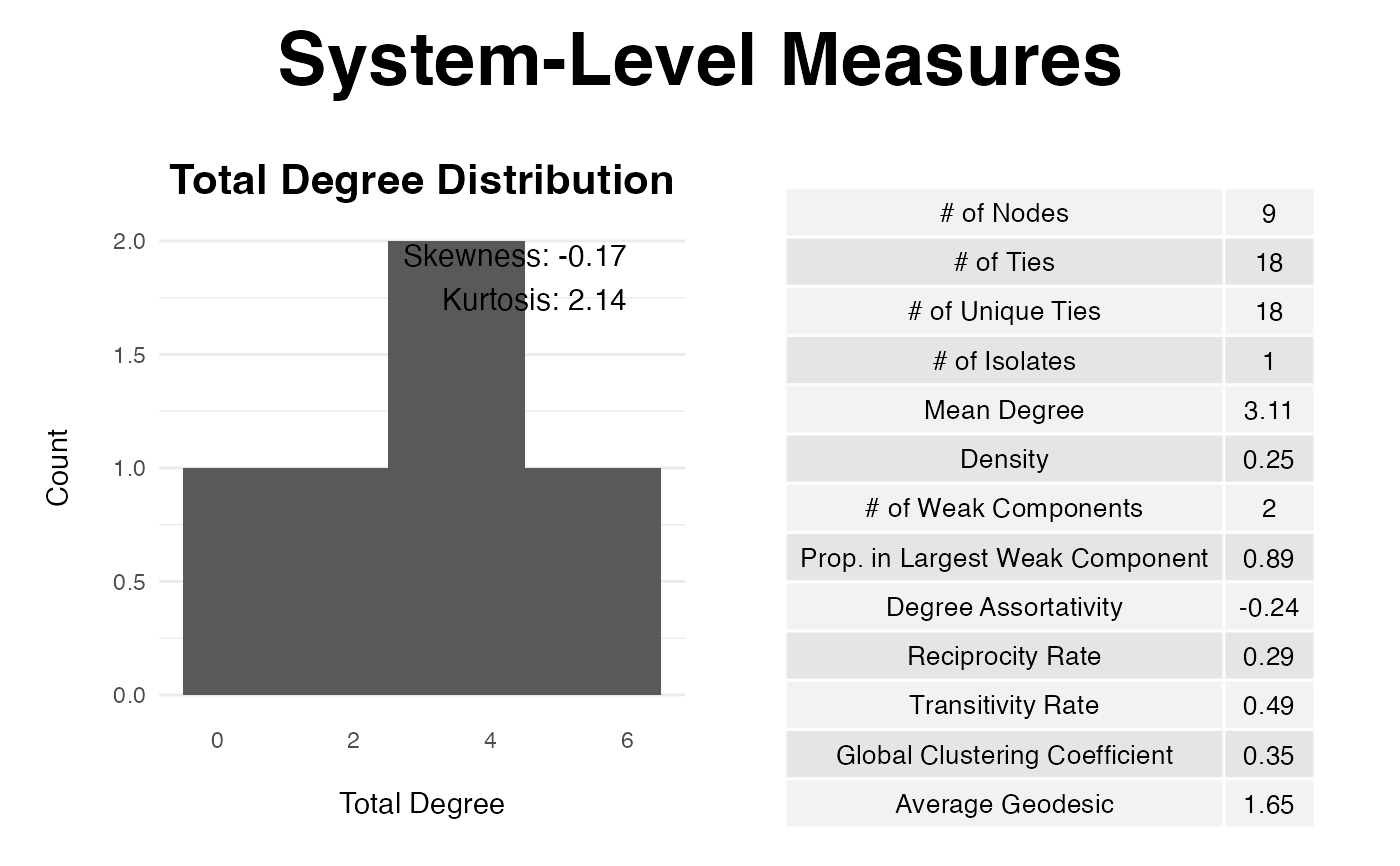 System-Level Measures
Total Degree Distribution
2.0
1.5
1.0
0.5
0.0
Count
Skewness: -0.17
Kurtosis: 2.14
0 2 4 6
Total Degree
# of Nodes 9
# of Ties 18
# of Unique Ties 18
# of Isolates 1
Mean Degree 3.11
Density 0.25
# of Weak Components 2
Prop. in Largest Weak Component 0.89
Degree Assortativity -0.24
Reciprocity Rate 0.29
Transitivity Rate 0.49
Global Clustering Coefficient 0.35
Average Geodesic 1.65